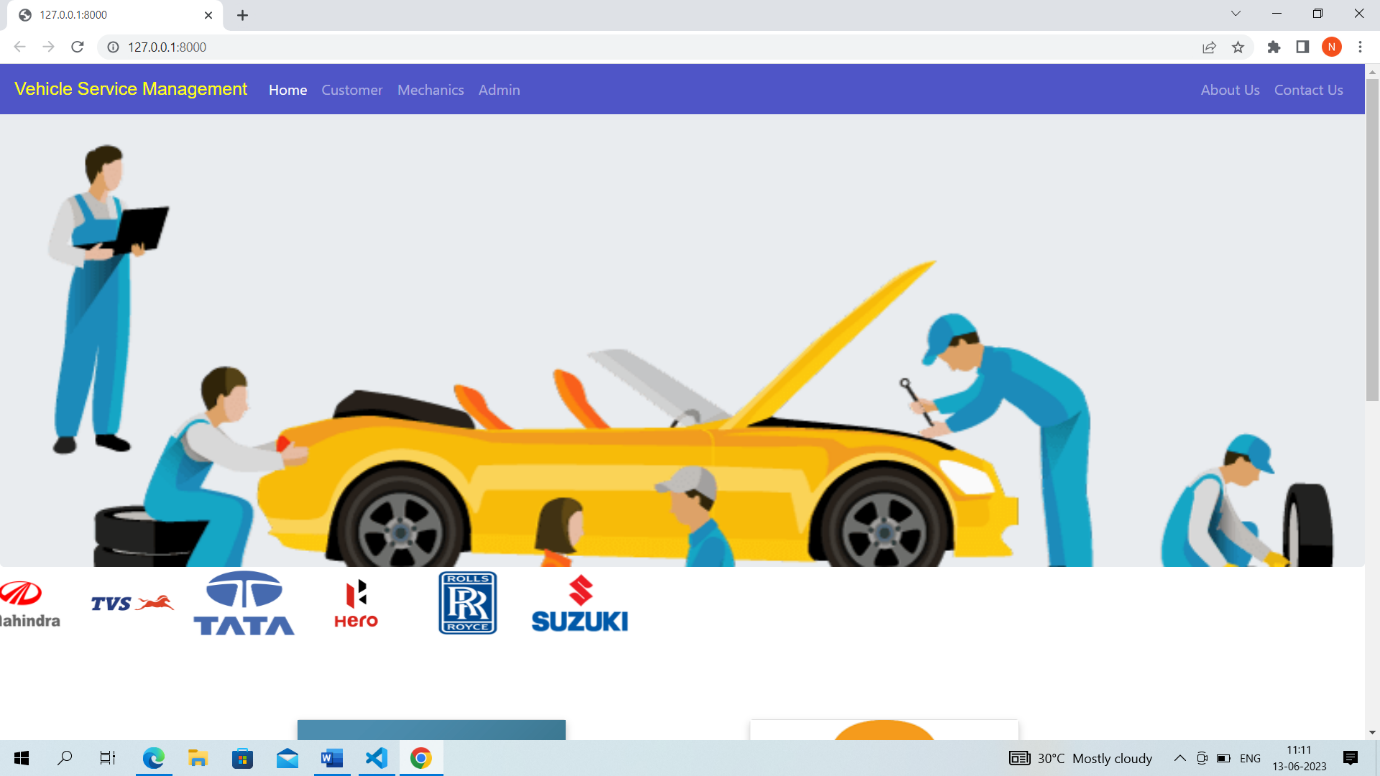 127.0.0.1:8000
127.0.0.1:8000
N
Vehicle Service Management Home Customer Mechanics Admin About Us Contact Us
ahindra TVS TATA HERO ROLLS RR ROYCE SUZUKI
30°C Mostly cloudy ENG 11:11
13-06-2023